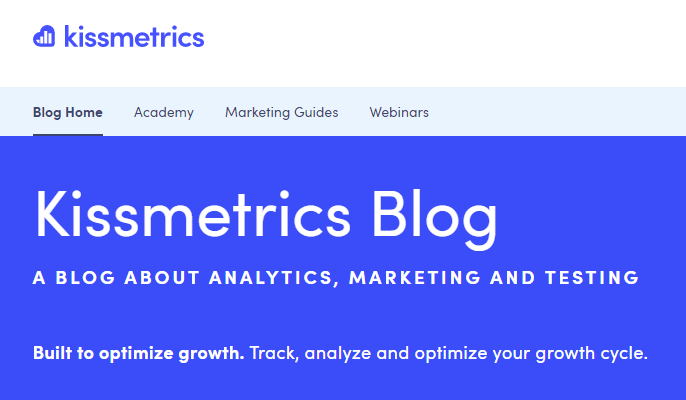 kissmetrics
Blog Home Academy Marketing Guides Webinars
Kissmetrics Blog
A BLOG ABOUT ANALYTICS, MARKETING AND TESTING
Built to optimize growth. Track, analyze and optimize your growth cycle.